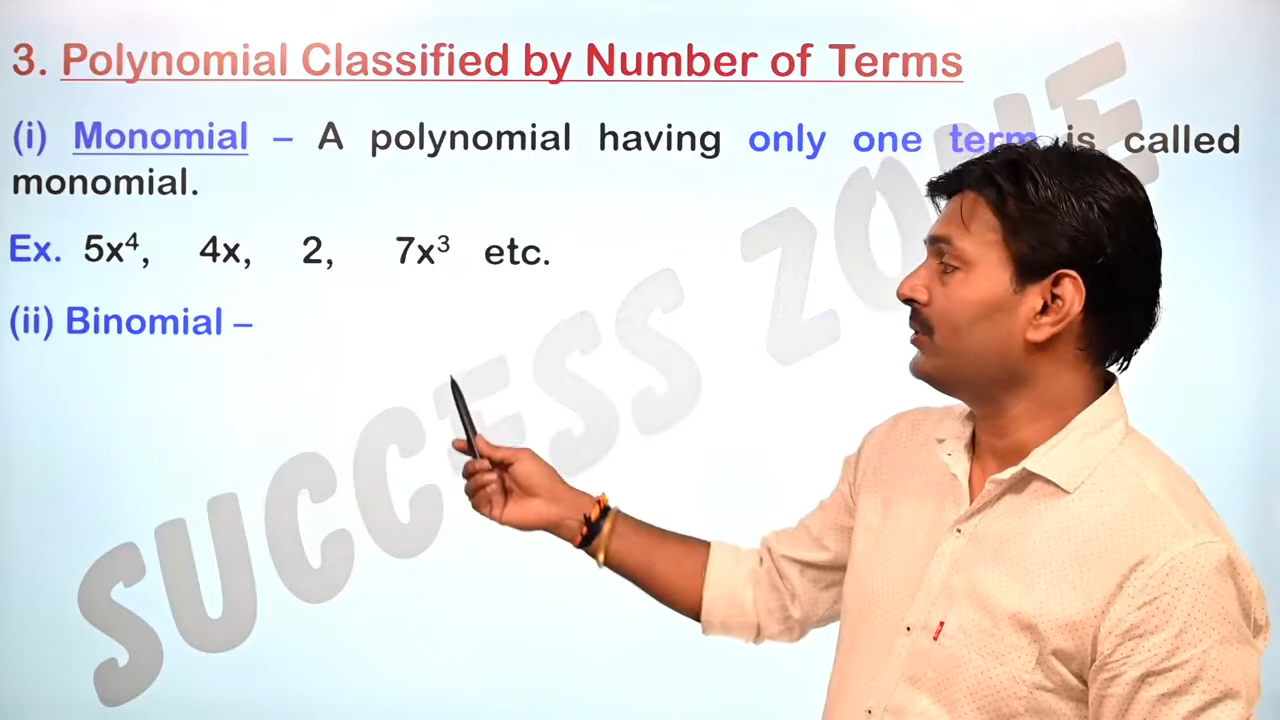 3. Polynomial Classified by Number of Terms
(i) Monomial – A polynomial having only one term is called
monomial.
Ex. 5x⁴, 4x, 2, 7x³ etc.
(ii) Binomial –
SUCCESS ZONE